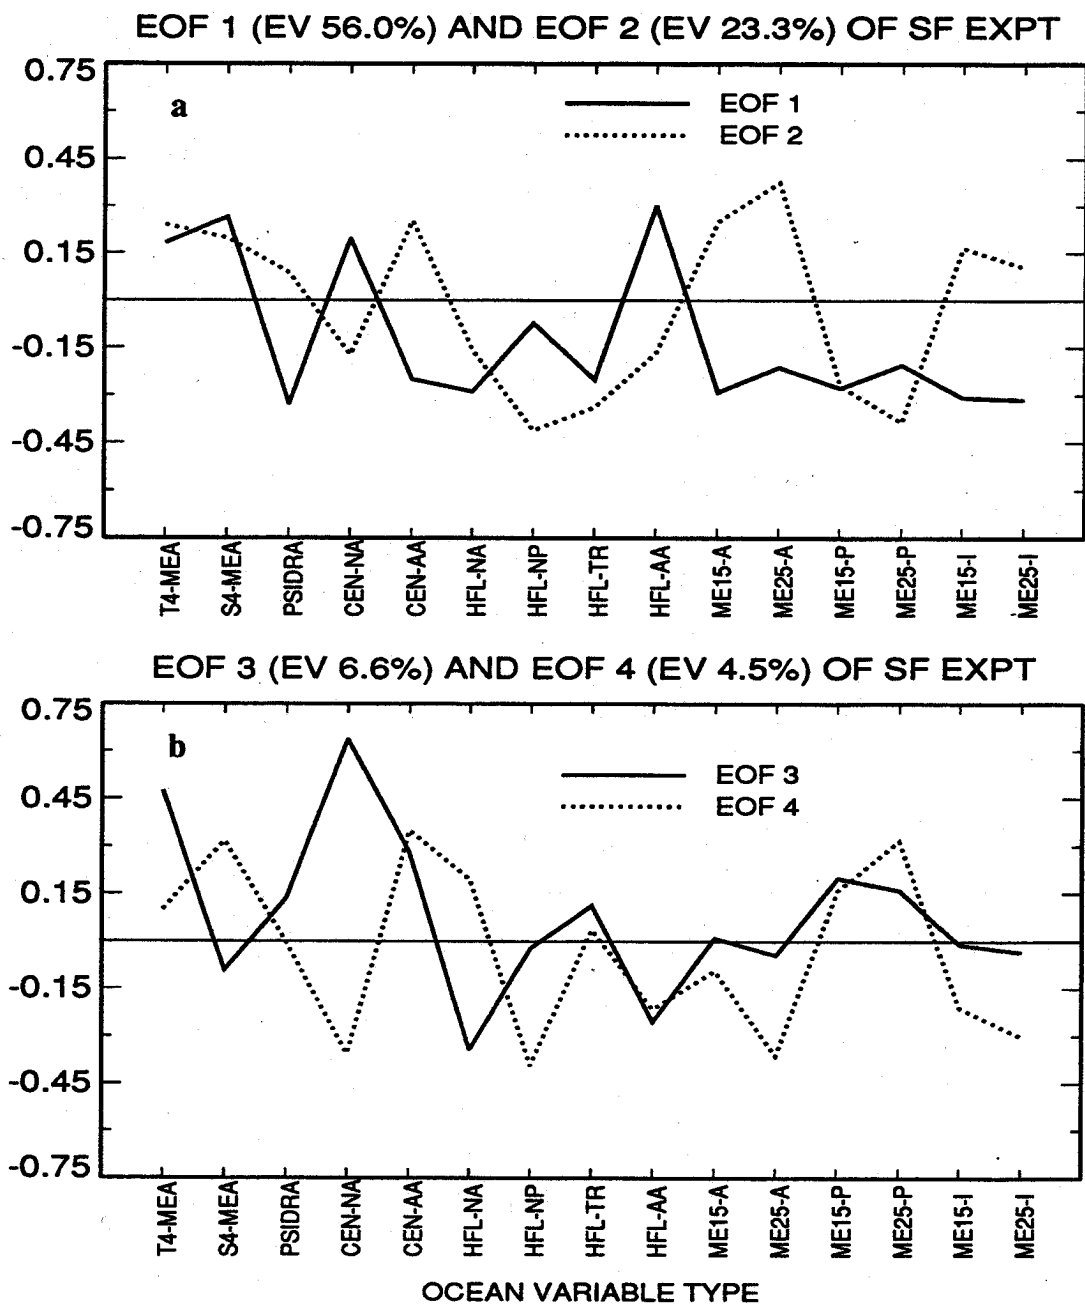 EOF 1 (EV 56.0%) AND EOF 2 (EV 23.3%) OF SF EXPT
0.75
a
EOF 1
EOF 2
0.45
0.15
-0.15
-0.45
-0.75
T4-MEA
S4-MEA
PSIDRA
CEN-NA
CEN-AA
HFL-NA
HFL-NP
HFL-TR
HFL-AA
ME15-A
ME25-A
ME15-P
ME25-P
ME15-I
ME25-I
EOF 3 (EV 6.6%) AND EOF 4 (EV 4.5%) OF SF EXPT
0.75
b
EOF 3
EOF 4
0.45
0.15
-0.15
-0.45
-0.75
T4-MEA
S4-MEA
PSIDRA
CEN-NA
CEN-AA
HFL-NA
HFL-NP
HFL-TR
HFL-AA
ME15-A
ME25-A
ME15-P
ME25-P
ME15-I
ME25-I
OCEAN VARIABLE TYPE